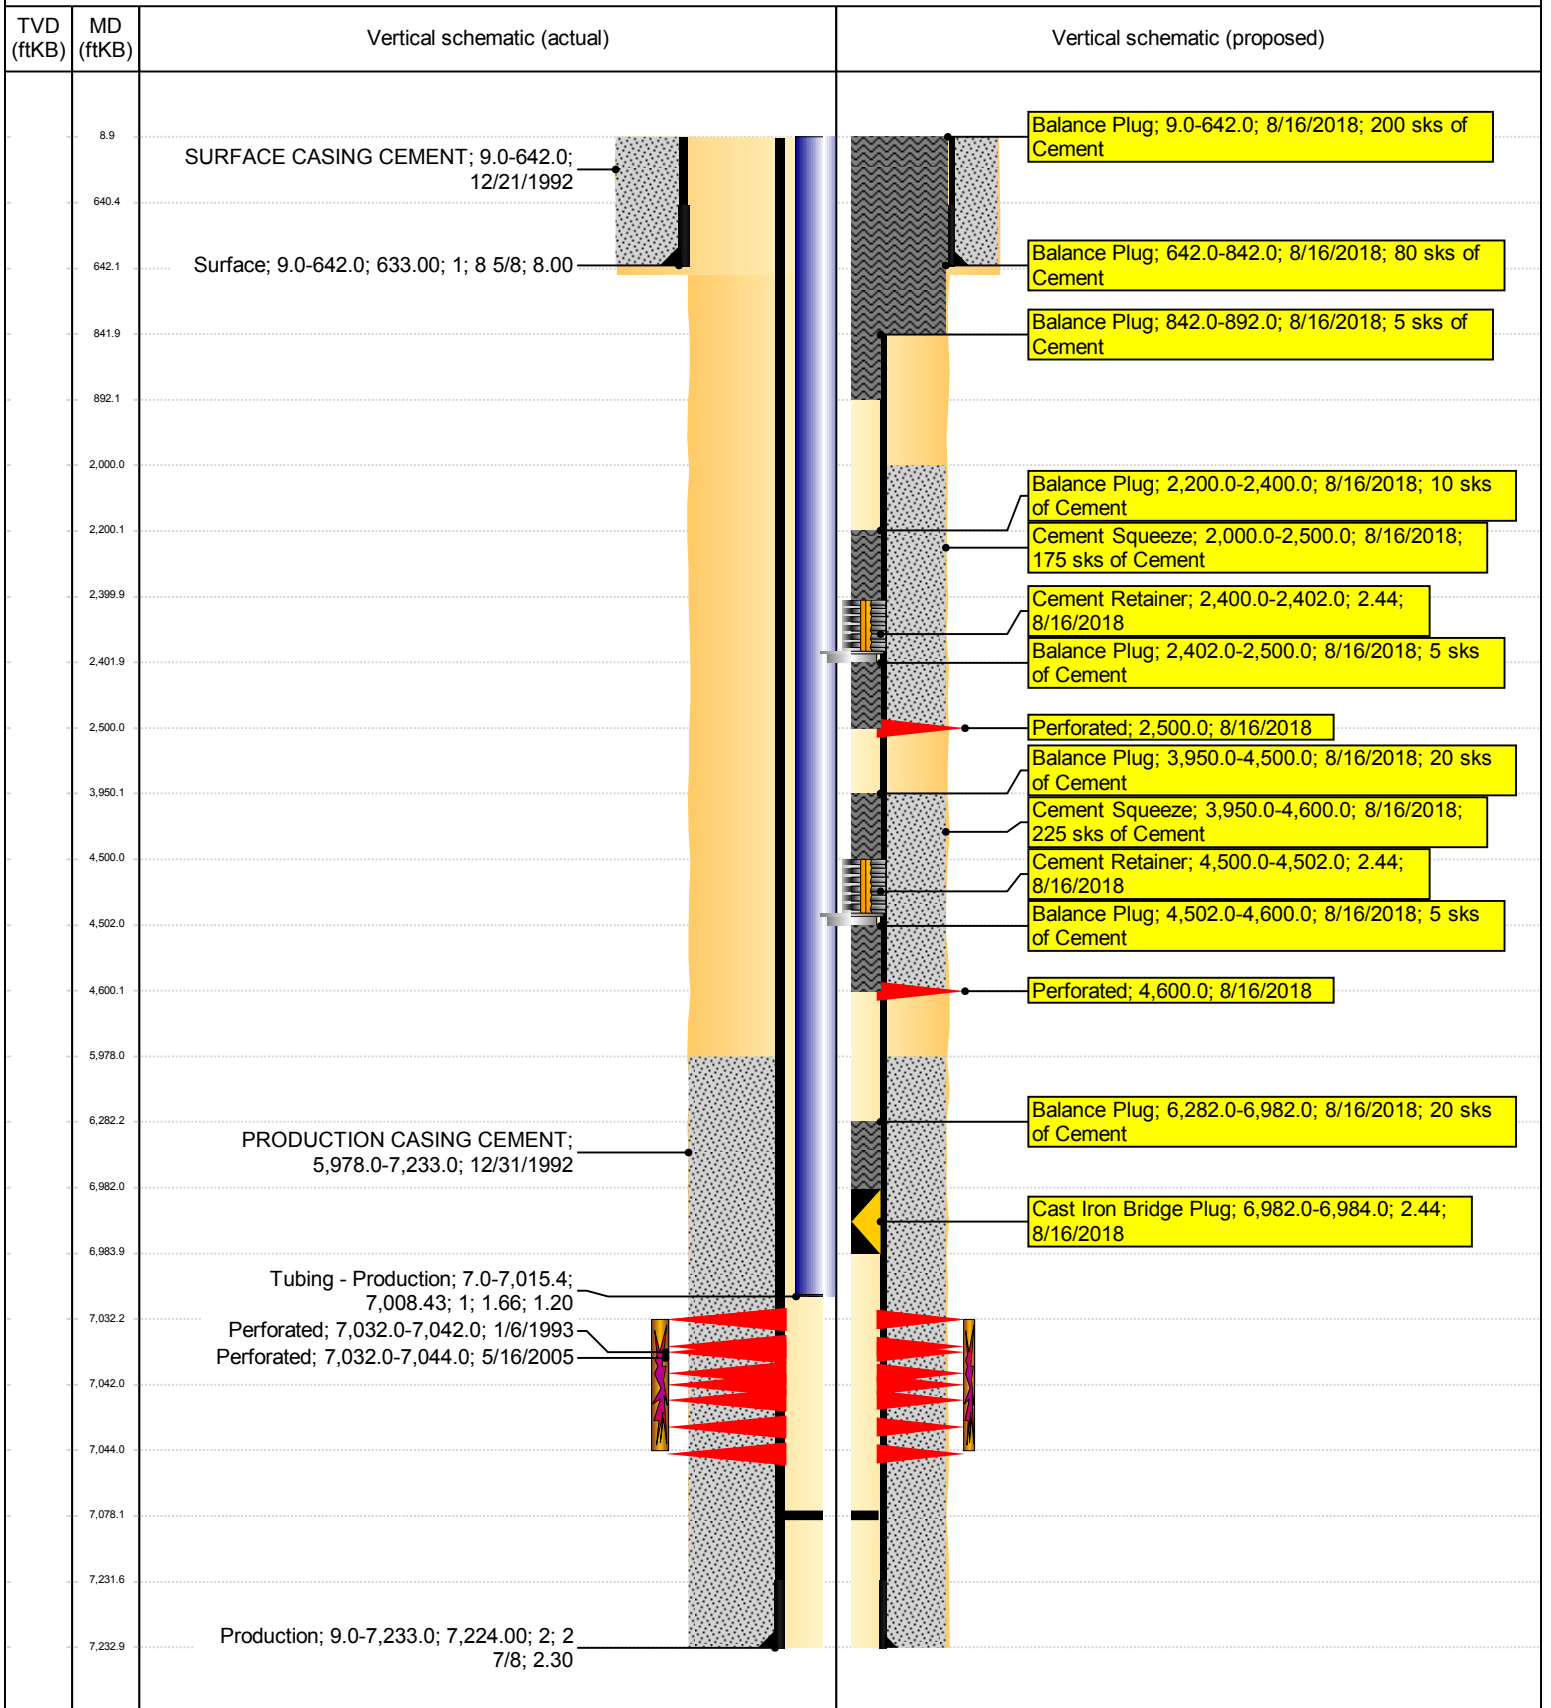 TVD
(ftKB)
MD
(ftKB)
Vertical schematic (actual)
Vertical schematic (proposed)
8.9
640.4
642.1
841.9
892.1
2,000.0
2,200.1
2,399.9
2,401.9
2,500.0
3,950.1
4,500.0
4,502.0
4,600.1
5,978.0
6,282.2
6,982.0
6,983.9
7,032.2
7,042.0
7,044.0
7,078.1
7,231.6
7,232.9
SURFACE CASING CEMENT; 9.0-642.0;
12/21/1992
Surface; 9.0-642.0; 633.00; 1; 8 5/8; 8.00
PRODUCTION CASING CEMENT;
5,978.0-7,233.0; 12/31/1992
Tubing - Production; 7.0-7,015.4;
7,008.43; 1; 1.66; 1.20
Perforated; 7,032.0-7,042.0; 1/6/1993
Perforated; 7,032.0-7,044.0; 5/16/2005
Production; 9.0-7,233.0; 7,224.00; 2; 2
7/8; 2.30
Balance Plug; 9.0-642.0; 8/16/2018; 200 sks of
Cement
Balance Plug; 642.0-842.0; 8/16/2018; 80 sks of
Cement
Balance Plug; 842.0-892.0; 8/16/2018; 5 sks of
Cement
Balance Plug; 2,200.0-2,400.0; 8/16/2018; 10 sks
of Cement
Cement Squeeze; 2,000.0-2,500.0; 8/16/2018;
175 sks of Cement
Cement Retainer; 2,400.0-2,402.0; 2.44;
8/16/2018
Balance Plug; 2,402.0-2,500.0; 8/16/2018; 5 sks
of Cement
Perforated; 2,500.0; 8/16/2018
Balance Plug; 3,950.0-4,500.0; 8/16/2018; 20 sks
of Cement
Cement Squeeze; 3,950.0-4,600.0; 8/16/2018;
225 sks of Cement
Cement Retainer; 4,500.0-4,502.0; 2.44;
8/16/2018
Balance Plug; 4,502.0-4,600.0; 8/16/2018; 5 sks
of Cement
Perforated; 4,600.0; 8/16/2018
Balance Plug; 6,282.0-6,982.0; 8/16/2018; 20 sks
of Cement
Cast Iron Bridge Plug; 6,982.0-6,984.0; 2.44;
8/16/2018